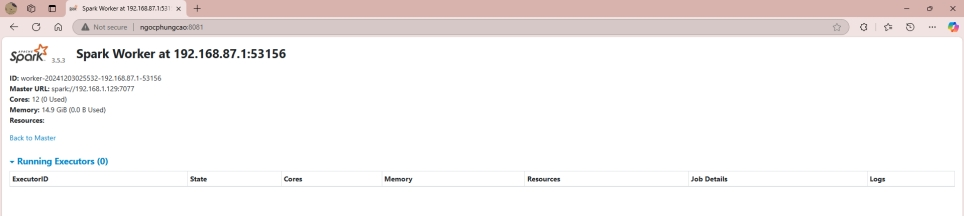 Spark Worker at 192.168.87.1:531
Not secure
ngocphungcao:8081
APACHE
Spark 3.5.3
Spark Worker at 192.168.87.1:53156
ID: worker-20241203025532-192.168.87.1-53156
Master URL: spark://192.168.1.129:7077
Cores: 12 (0 Used)
Memory: 14.9 GiB (0.0 B Used)
Resources:
Back to Master
Running Executors (0)
ExecutorID State Cores Memory Resources Job Details Logs